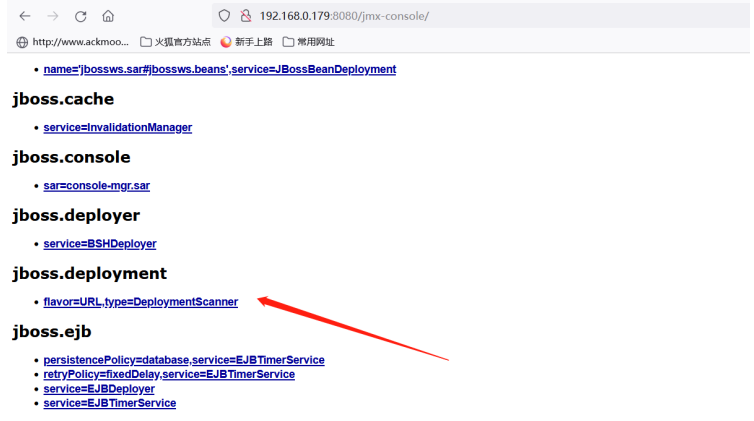 192.168.0.179:8080/jmx-console/
http://www.ackmoo... 火狐官方站点 新手上路 常用网址
name='jbossws.sar#jbossws.beans',service=JBossBeanDeployment
jboss.cache
service=InvalidationManager
jboss.console
sar=console-mgr.sar
jboss.deployer
service=BSHDeployer
jboss.deployment
flavor=URL,type=DeploymentScanner
jboss.ejb
persistencePolicy=database,service=EJBTimerService
retryPolicy=fixedDelay,service=EJBTimerService
service=EJBDeployer
service=EJBTimerService